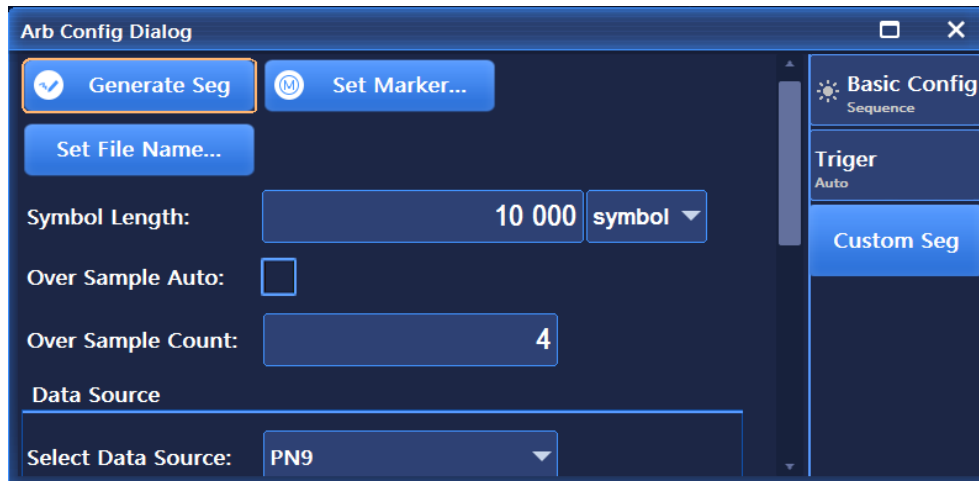 Arb Config Dialog
Generate Seg
M
Set Marker...
Set File Name...
Symbol Length:
10 000
symbol
Over Sample Auto:
Over Sample Count:
4
Data Source
Select Data Source:
PN9
Basic Config
Sequence
Triger
Auto
Custom Seg